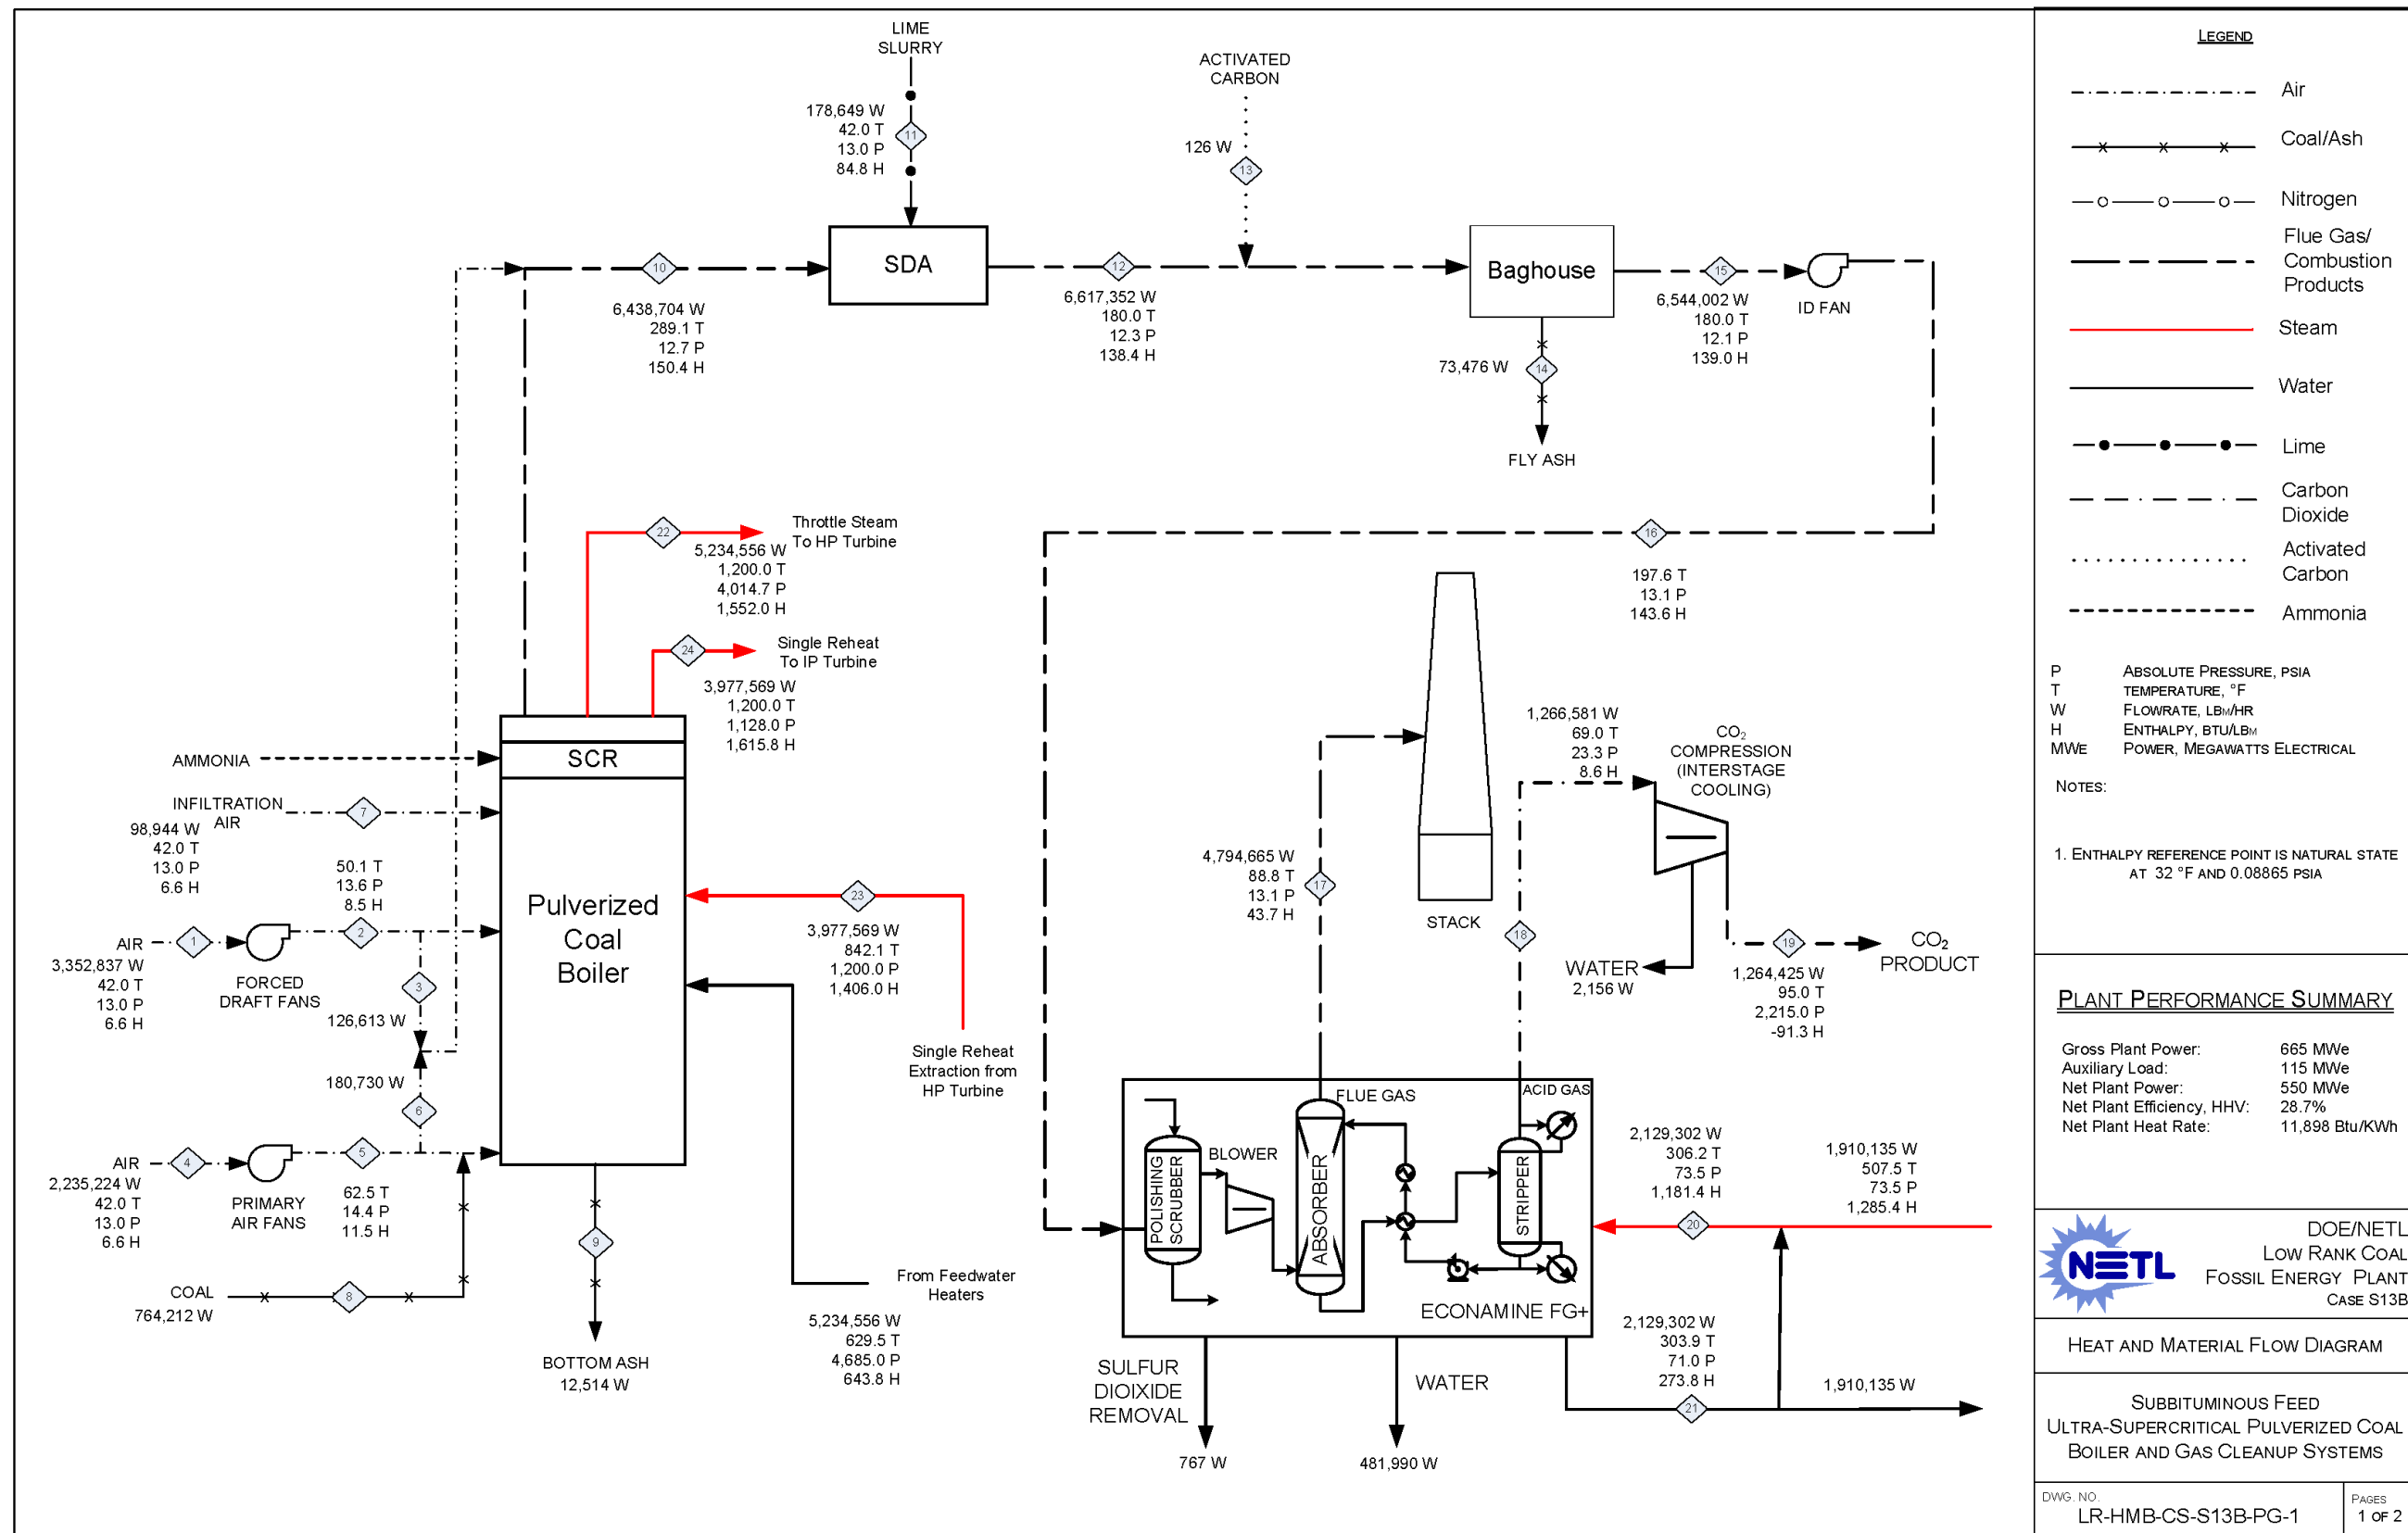 LIME
SLURRY
178,649 W
42.0 T
13.0 P
84.8 H
11
ACTIVATED
CARBON
126 W
13
10
6,438,704 W
289.1 T
12.7 P
150.4 H
SDA
12
6,617,352 W
180.0 T
12.3 P
138.4 H
Baghouse
15
6,544,002 W
180.0 T
12.1 P
139.0 H
ID FAN
73,476 W
14
FLY ASH
22
Throttle Steam
To HP Turbine
5,234,556 W
1,200.0 T
4,014.7 P
1,552.0 H
24
Single Reheat
To IP Turbine
3,977,569 W
1,200.0 T
1,128.0 P
1,615.8 H
16
197.6 T
13.1 P
143.6 H
AMMONIA
SCR
INFILTRATION
AIR
7
98,944 W
42.0 T
13.0 P
6.6 H
50.1 T
13.6 P
8.5 H
AIR
1
2
3,352,837 W
42.0 T
13.0 P
6.6 H
FORCED
DRAFT FANS
3
126,613 W
180,730 W
6
AIR
4
5
2,235,224 W
42.0 T
13.0 P
6.6 H
PRIMARY
AIR FANS
62.5 T
14.4 P
11.5 H
COAL
8
764,212 W
Pulverized
Coal
Boiler
9
BOTTOM ASH
12,514 W
23
3,977,569 W
842.1 T
1,200.0 P
1,406.0 H
Single Reheat
Extraction from
HP Turbine
From Feedwater
Heaters
5,234,556 W
629.5 T
4,685.0 P
643.8 H
4,794,665 W
88.8 T
13.1 P
43.7 H
17
STACK
1,266,581 W
69.0 T
23.3 P
8.6 H
18
CO2
COMPRESSION
(INTERSTAGE
COOLING)
WATER
2,156 W
19
CO2
PRODUCT
1,264,425 W
95.0 T
2,215.0 P
-91.3 H
FLUE GAS
ACID GAS
POLISHING
SCRUBBER
BLOWER
ABSORBER
STRIPPER
ECONAMINE FG+
2,129,302 W
306.2 T
73.5 P
1,181.4 H
1,910,135 W
507.5 T
73.5 P
1,285.4 H
20
2,129,302 W
303.9 T
71.0 P
273.8 H
21
1,910,135 W
SULFUR
DIOIXIDE
REMOVAL
767 W
WATER
481,990 W
LEGEND
Air
Coal/Ash
Nitrogen
Flue Gas/
Combustion
Products
Steam
Water
Lime
Carbon
Dioxide
Activated
Carbon
Ammonia
P ABSOLUTE PRESSURE, PSIA
T TEMPERATURE, °F
W FLOWRATE, LBM/HR
H ENTHALPY, BTU/LBM
MWE POWER, MEGAWATTS ELECTRICAL
NOTES:
1. ENTHALPY REFERENCE POINT IS NATURAL STATE
AT 32 °F AND 0.08865 PSIA
PLANT PERFORMANCE SUMMARY
Gross Plant Power: 665 MWe
Auxiliary Load: 115 MWe
Net Plant Power: 550 MWe
Net Plant Efficiency, HHV: 28.7%
Net Plant Heat Rate: 11,898 Btu/KWh
NETL
DOE/NETL
LOW RANK COAL
FOSSIL ENERGY PLANT
CASE S13B
HEAT AND MATERIAL FLOW DIAGRAM
SUBBITUMINOUS FEED
ULTRA-SUPERCRITICAL PULVERIZED COAL
BOILER AND GAS CLEANUP SYSTEMS
DWG. NO.
LR-HMB-CS-S13B-PG-1
PAGES
1 OF 2